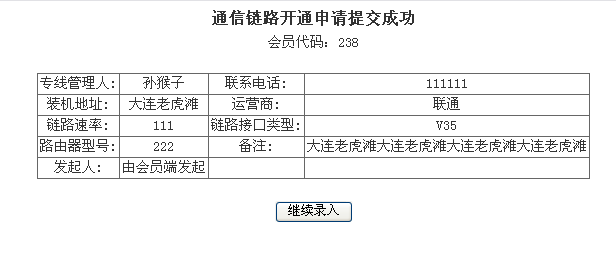 通信链路开通申请提交成功
会员代码：238
专线管理人: 孙猴子 联系电话: 111111
装机地址: 大连老虎滩 运营商: 联通
链路速率: 111 链路接口类型: V35
路由器型号: 222 备注: 大连老虎滩大连老虎滩大连老虎滩大连老虎滩
发起人: 由会员端发起
继续录入